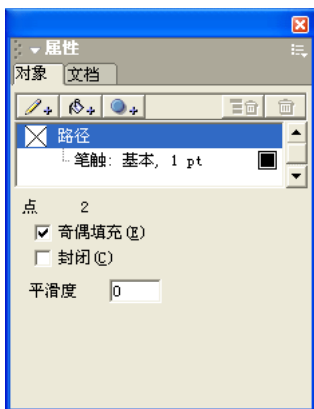 属性
对象 文档
路径
笔触: 基本, 1 pt
点 2
奇偶填充(E)
封闭(C)
平滑度 0